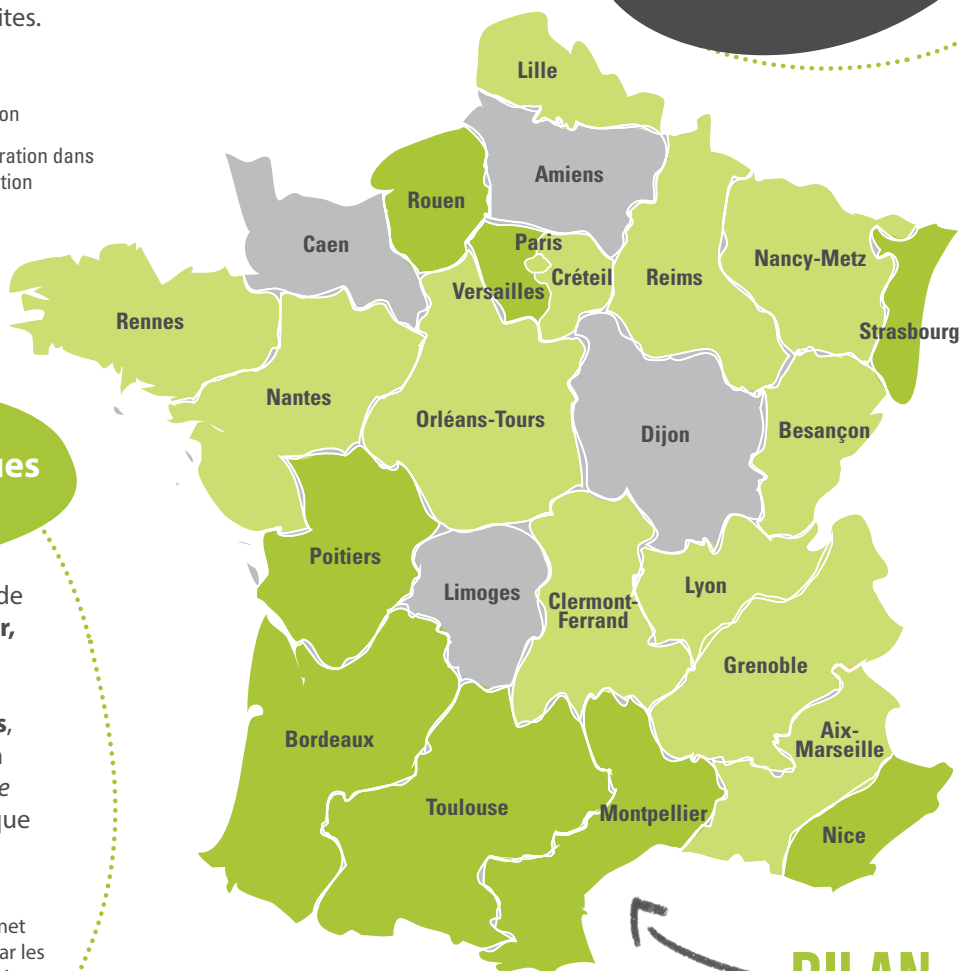 ites.
on
ration dans
tion
ues
de
r,
s,
n
e
que
net
ar les
Lille
Amiens
Rouen
Caen
Paris
Nancy-Metz
Créteil
Reims
Versailles
Rennes
Strasbourg
Nantes
Orléans-Tours
Dijon
Besançon
Poitiers
Limoges
Lyon
Clermont-
Ferrand
Grenoble
Bordeaux
Aix-
Marseille
Toulouse
Montpellier
Nice
BILAN